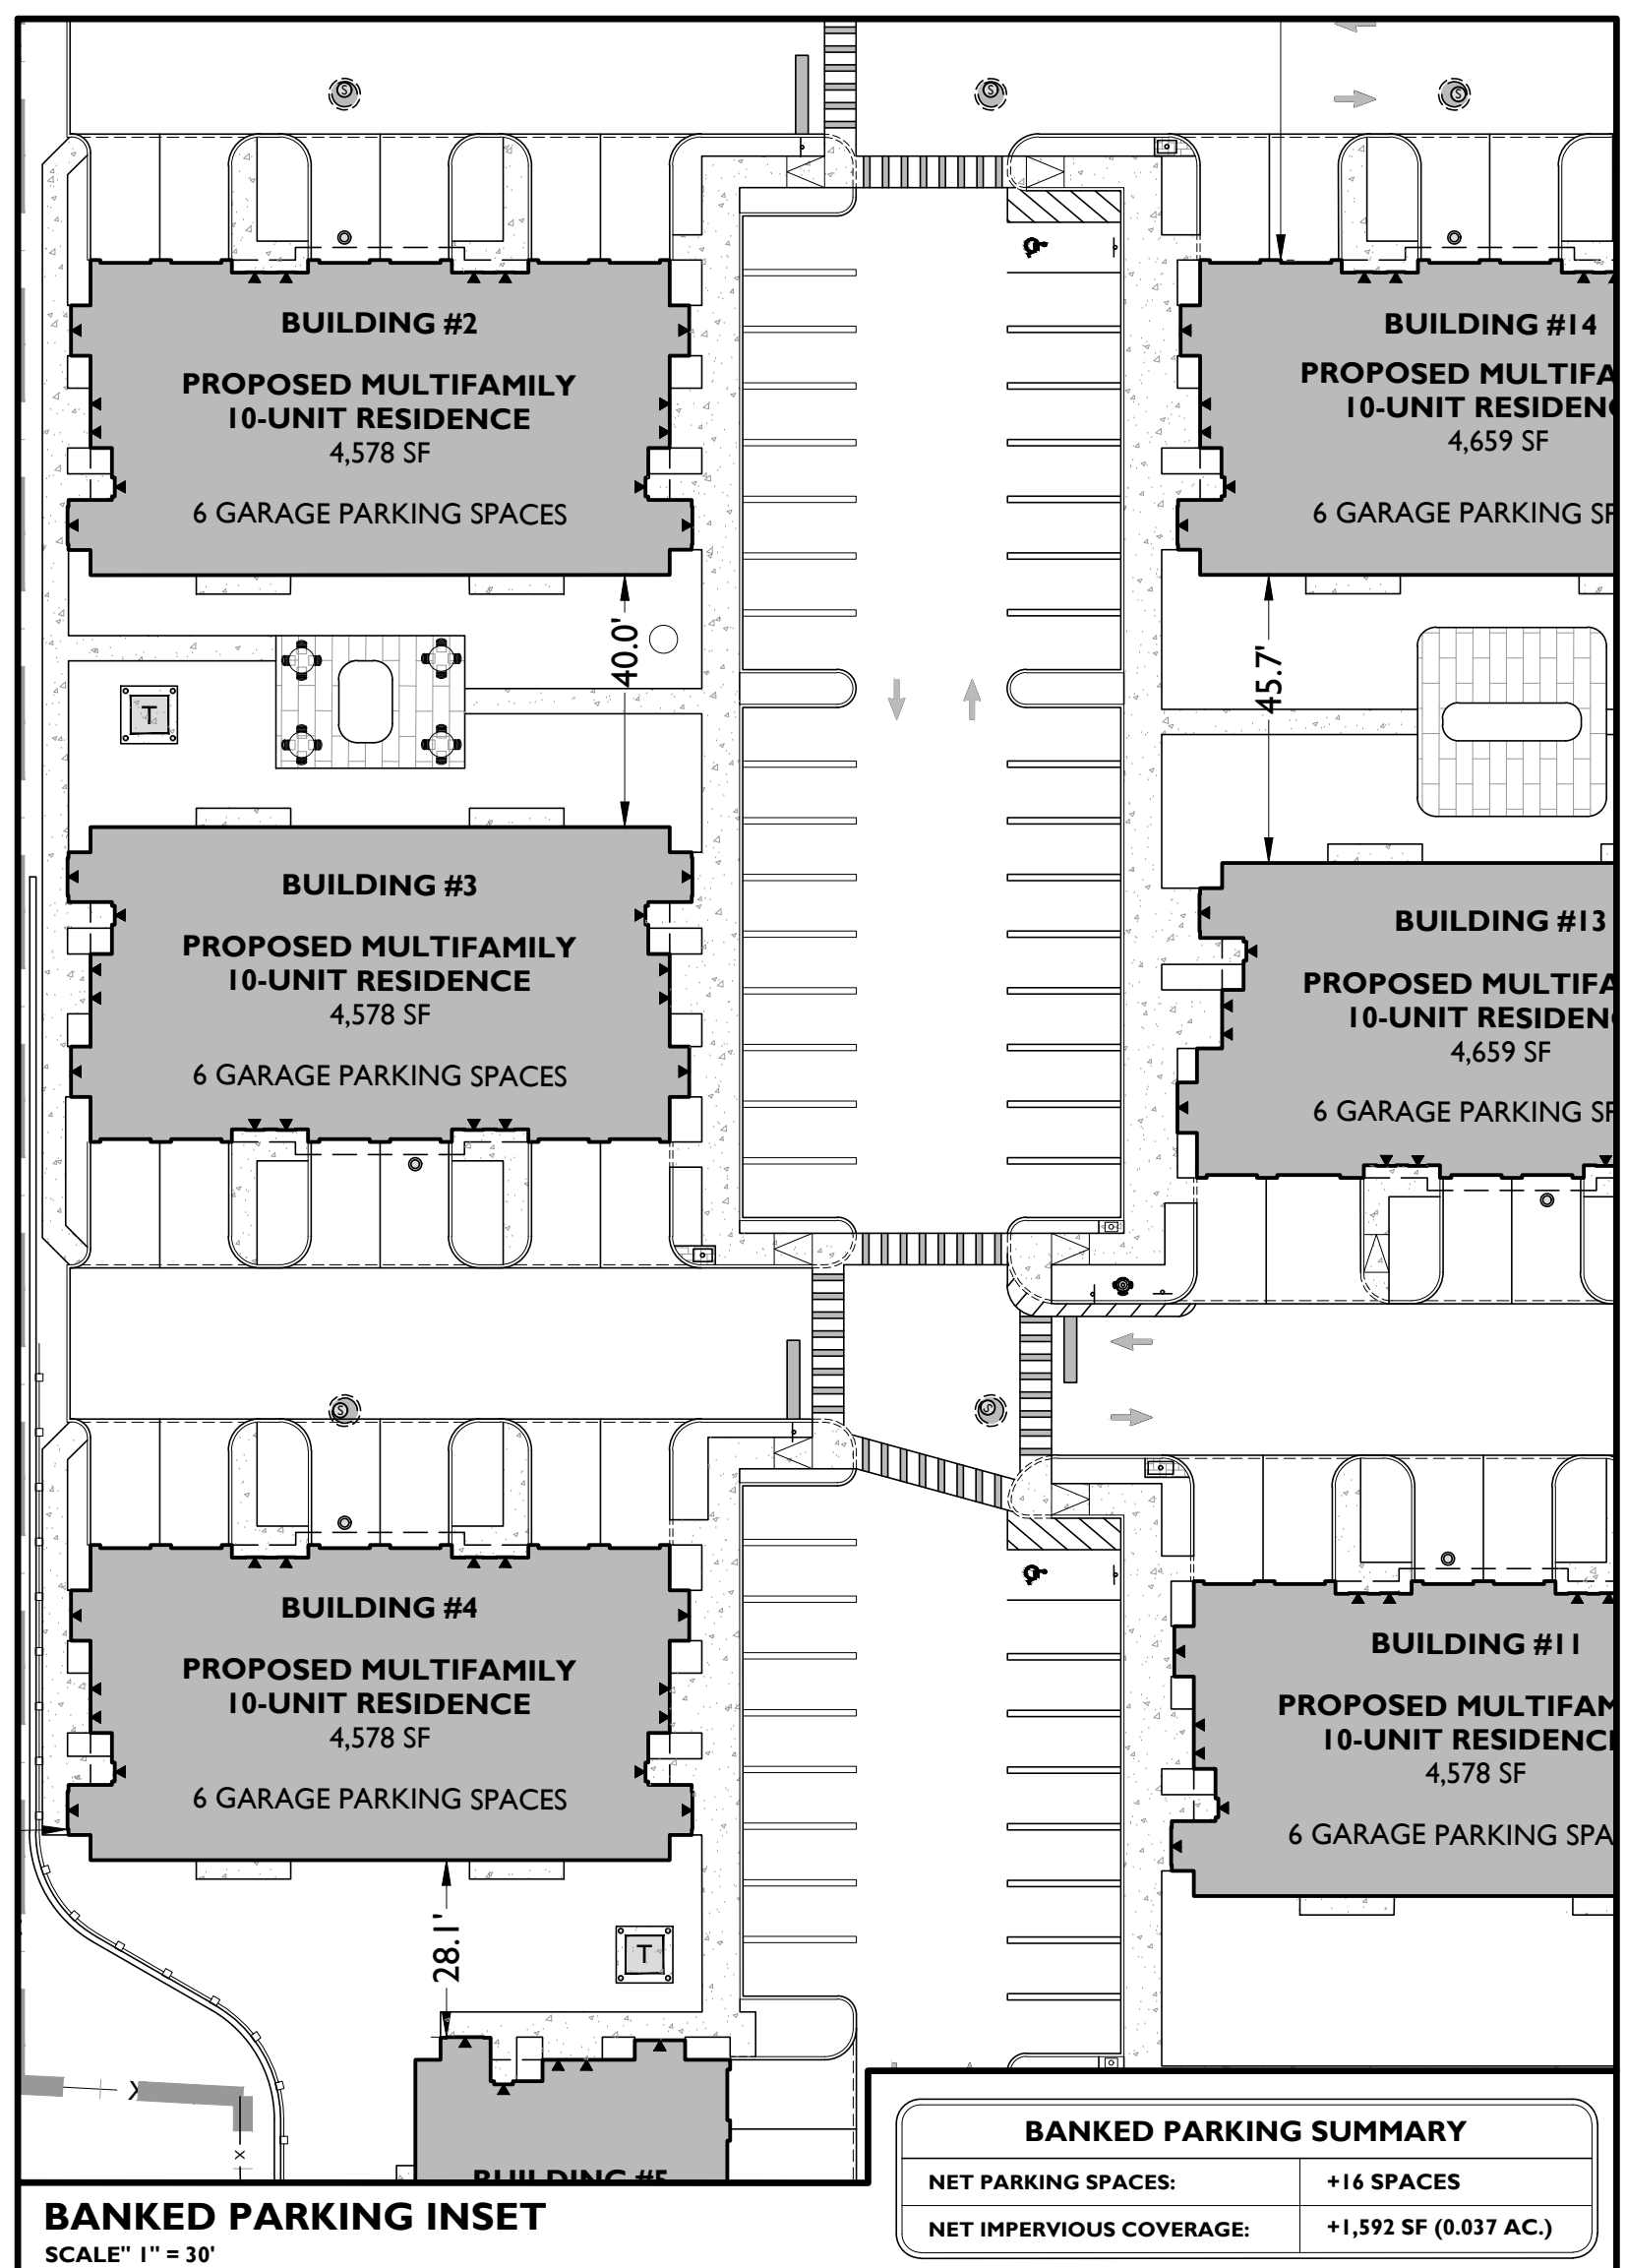 S
S
S
BUILDING #2
PROPOSED MULTIFAMILY
10-UNIT RESIDENCE
4,578 SF
6 GARAGE PARKING SPACES
BUILDING #14
PROPOSED MULTIFA
10-UNIT RESIDEN
4,659 SF
6 GARAGE PARKING SP
40.0'
45.7'
T
BUILDING #3
PROPOSED MULTIFAMILY
10-UNIT RESIDENCE
4,578 SF
6 GARAGE PARKING SPACES
BUILDING #13
PROPOSED MULTIFA
10-UNIT RESIDEN
4,659 SF
6 GARAGE PARKING SP
S
S
BUILDING #4
PROPOSED MULTIFAMILY
10-UNIT RESIDENCE
4,578 SF
6 GARAGE PARKING SPACES
BUILDING #11
PROPOSED MULTIFAM
10-UNIT RESIDENC
4,578 SF
6 GARAGE PARKING SPA
28.1'
T
X
X
BUILDING #5
BANKED PARKING SUMMARY
NET PARKING SPACES: +16 SPACES
NET IMPERVIOUS COVERAGE: +1,592 SF (0.037 AC.)
BANKED PARKING INSET
SCALE" 1" = 30'